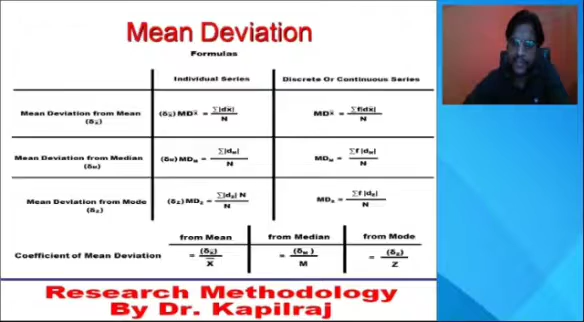 Mean Deviation
Formulas
Individual Series
Discrete Or Continuous Series
Mean Deviation from Mean (δx̅)
(δx̅) MDx̅ = Σ|dx̅| / N
MDx̅ = Σf|dx̅| / N
Mean Deviation from Median (δM)
(δM) MDM = Σ|dM| / N
MDM = Σf |dM| / N
Mean Deviation from Mode (δZ)
(δZ) MDZ = Σ|dZ| N / N
MDZ = Σf |dZ| / N
from Mean
from Median
from Mode
Coefficient of Mean Deviation
= (δx̅) / X̅
= (δM) / M
= (δZ) / Z
Research Methodology
By Dr. Kapilraj